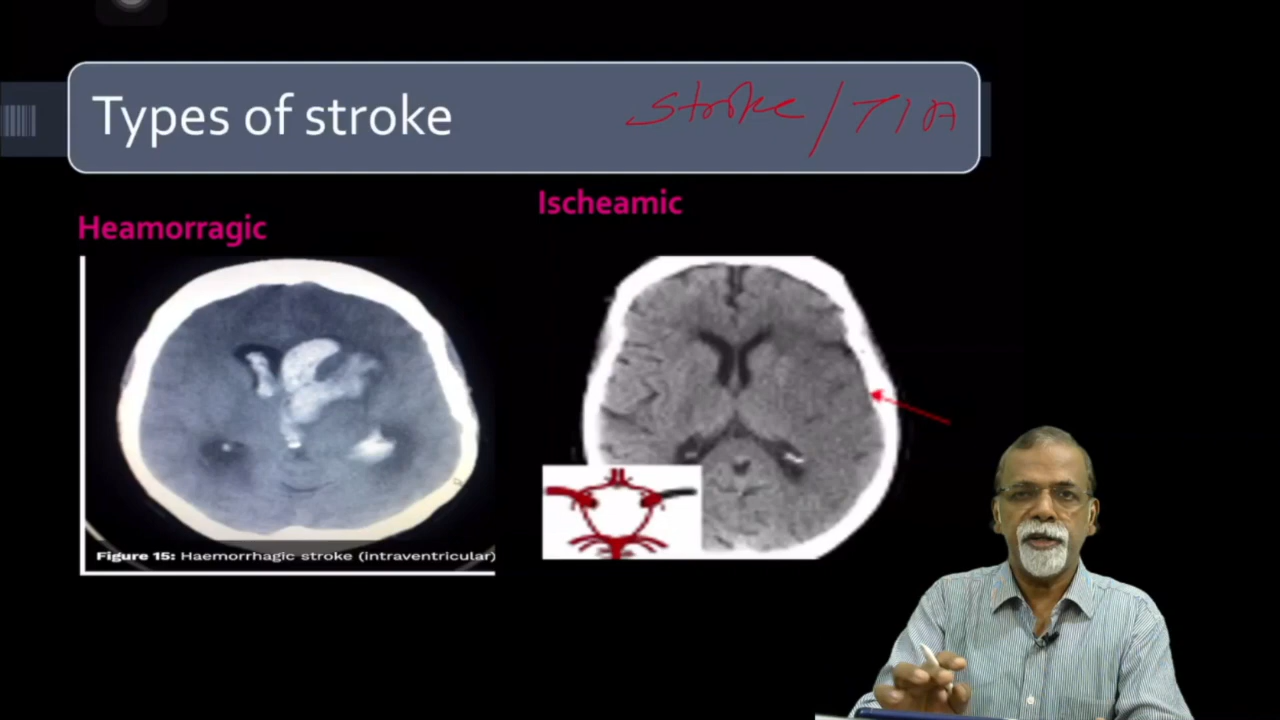 Types of stroke
stroke/TIA
Heamorragic
Ischeamic
Figure 15: Haemorrhagic stroke (intraventricular)